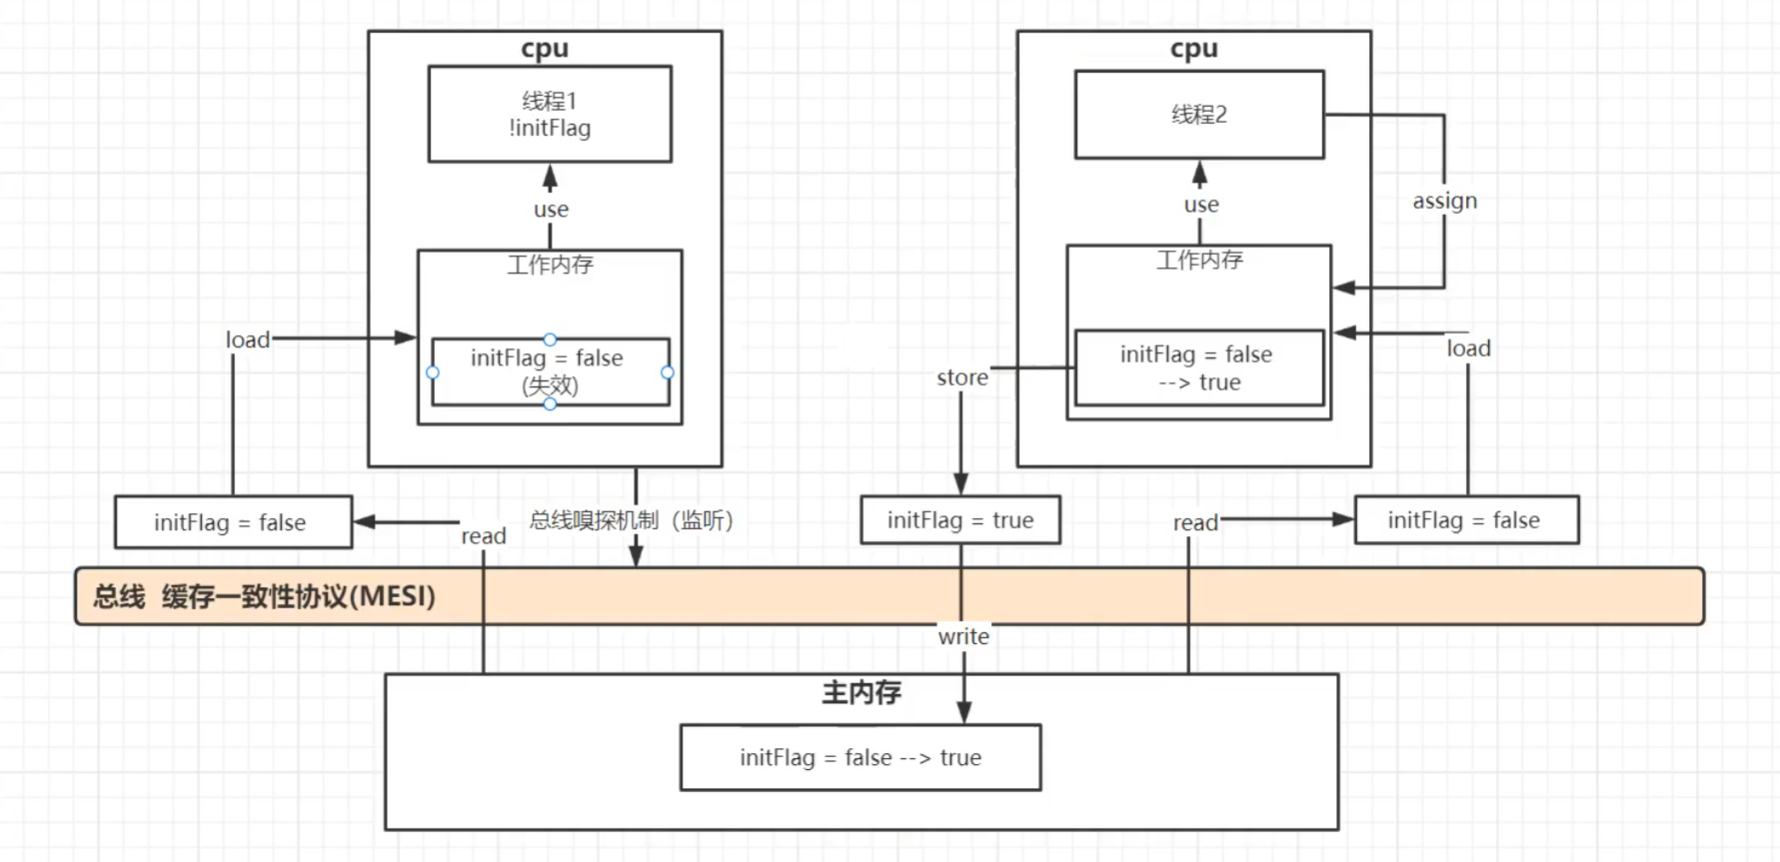 cpu
线程1
!initFlag
use
工作内存
initFlag = false
(失效)
load
initFlag = false
read
总线嗅探机制（监听）
cpu
线程2
use
assign
工作内存
initFlag = false
--> true
load
store
initFlag = true
read
initFlag = false
总线 缓存一致性协议(MESI)
write
主内存
initFlag = false --> true